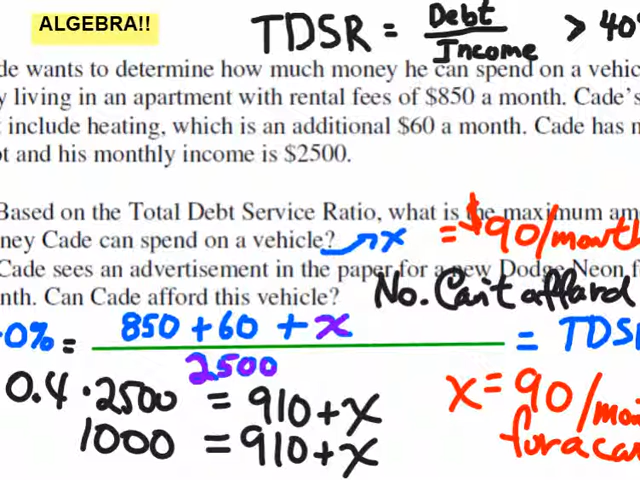 ALGEBRA!!
TDSR = Debt / Income > 40%
de wants to determine how much money he can spend on a vehic
y living in an apartment with rental fees of $850 a month. Cade's
t include heating, which is an additional $60 a month. Cade has n
ot and his monthly income is $2500.
Based on the Total Debt Service Ratio, what is the maximum am
ney Cade can spend on a vehicle? → x = $90/month
Cade sees an advertisement in the paper for a new Dodge Neon f
nth. Can Cade afford this vehicle? No. Can't afford
0% = 850 + 60 + x / 2500 = TDSR
0.4 · 2500 = 910 + x
x = 90/mon
1000 = 910 + x
for a car